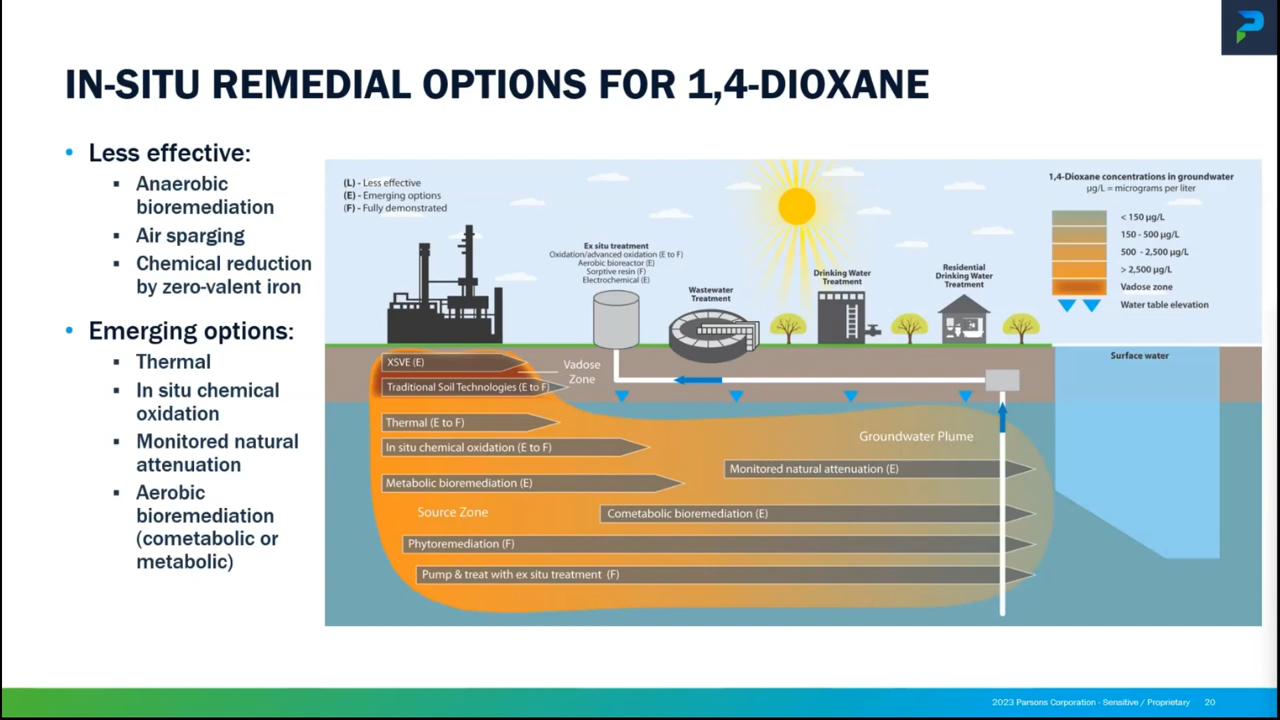 IN-SITU REMEDIAL OPTIONS FOR 1,4-DIOXANE
• Less effective:
▪ Anaerobic
bioremediation
▪ Air sparging
▪ Chemical reduction
by zero-valent iron
• Emerging options:
▪ Thermal
▪ In situ chemical
oxidation
▪ Monitored natural
attenuation
▪ Aerobic
bioremediation
(cometabolic or
metabolic)
(L) - Less effective
(E) - Emerging options
(F) - Fully demonstrated
Ex situ treatment
Oxidation/advanced oxidation (E to F)
Aerobic bioreactor (E)
Sorptive resin (F)
Electrochemical (E)
Wastewater
Treatment
Drinking Water
Treatment
Residential
Drinking Water
Treatment
1,4-Dioxane concentrations in groundwater
µg/L = micrograms per liter
< 150 µg/L
150 - 500 µg/L
500 - 2,500 µg/L
> 2,500 µg/L
Vadose zone
Water table elevation
Surface water
XSVE (E)
Traditional Soil Technologies (E to F)
Vadose
Zone
Thermal (E to F)
In situ chemical oxidation (E to F)
Groundwater Plume
Monitored natural attenuation (E)
Metabolic bioremediation (E)
Source Zone
Cometabolic bioremediation (E)
Phytoremediation (F)
Pump & treat with ex situ treatment (F)
2023 Parsons Corporation - Sensitive / Proprietary 20